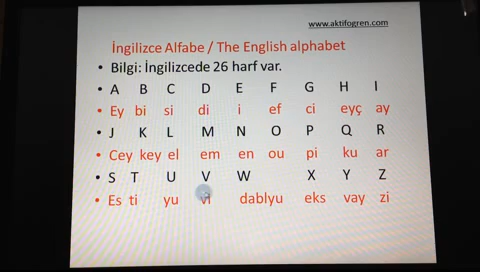 www.aktifogren.com
İngilizce Alfabe / The English alphabet
• Bilgi: İngilizcede 26 harf var.
• A B C D E F G H I
• Ey bi si di i ef ci eyç ay
• J K L M N O P Q R
• Cey key el em en ou pi ku ar
• S T U V W X Y Z
• Es ti yu vi dablyu eks vay zi